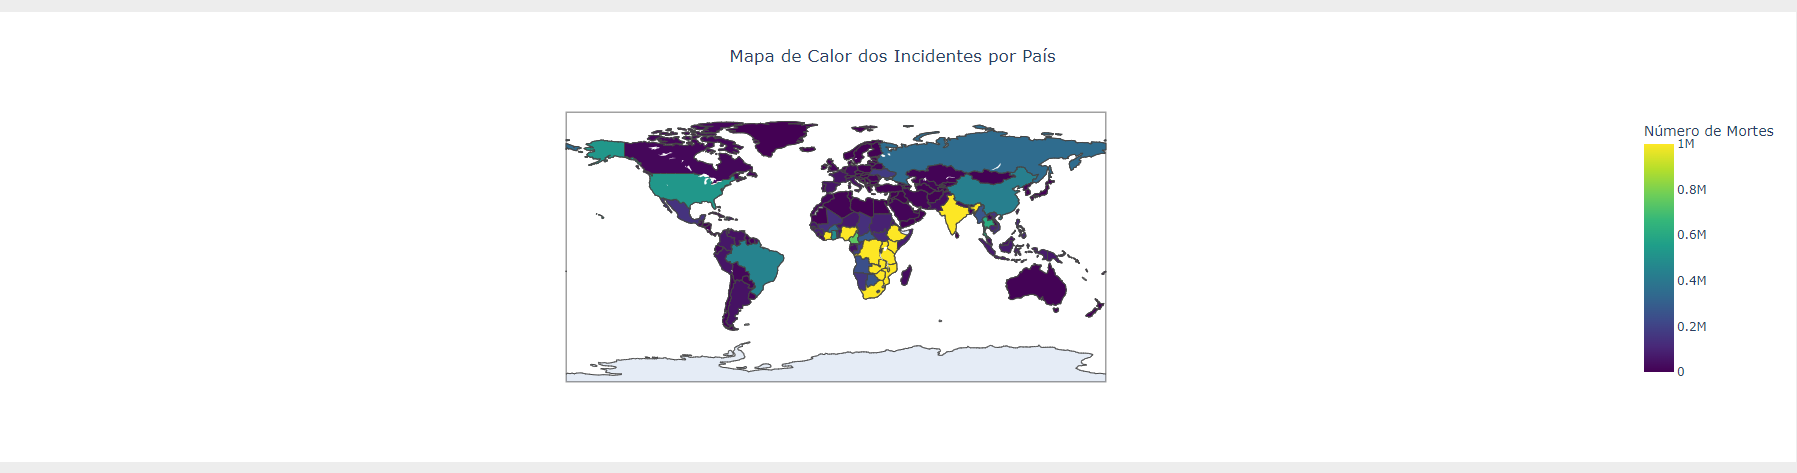 Mapa de Calor dos Incidentes por País
Número de Mortes
1M
0.8M
0.6M
0.4M
0.2M
0